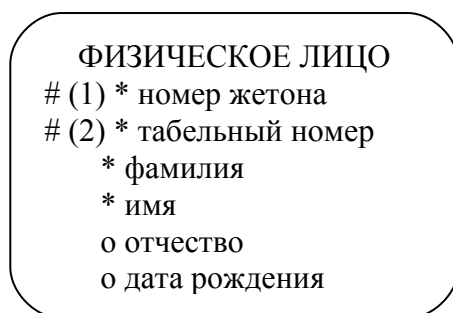 ФИЗИЧЕСКОЕ ЛИЦО
# (1) * номер жетона
# (2) * табельный номер
* фамилия
* имя
о отчество
о дата рождения